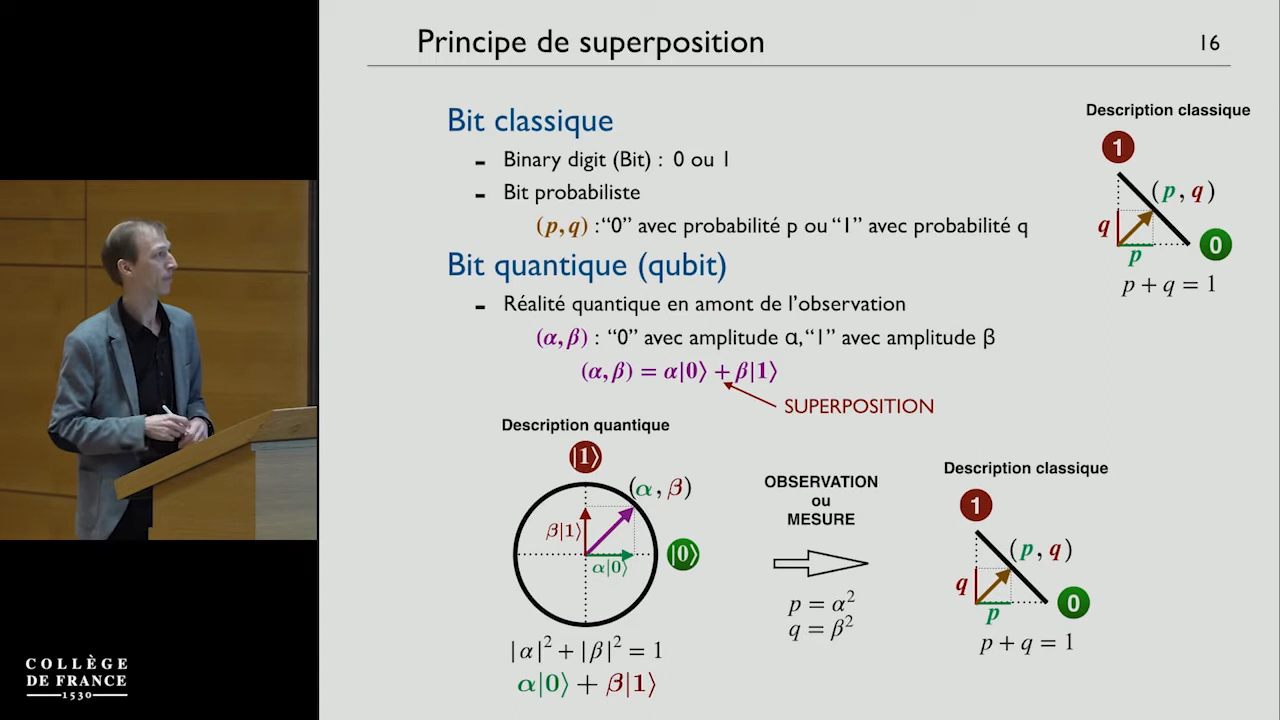 Principe de superposition
16
Bit classique
- Binary digit (Bit) : 0 ou 1
- Bit probabiliste
(p, q) : “0” avec probabilité p ou “1” avec probabilité q
Description classique
1
(p, q)
q
p
0
p + q = 1
Bit quantique (qubit)
- Réalité quantique en amont de l’observation
(α, β) : “0” avec amplitude α, “1” avec amplitude β
(α, β) = α|0⟩ + β|1⟩
SUPERPOSITION
Description quantique
|1⟩
(α, β)
β|1⟩
|0⟩
α|0⟩
|α|² + |β|² = 1
α|0⟩ + β|1⟩
OBSERVATION
ou
MESURE
p = α²
q = β²
Description classique
1
(p, q)
q
p
0
p + q = 1
COLLÈGE
DE FRANCE
1530